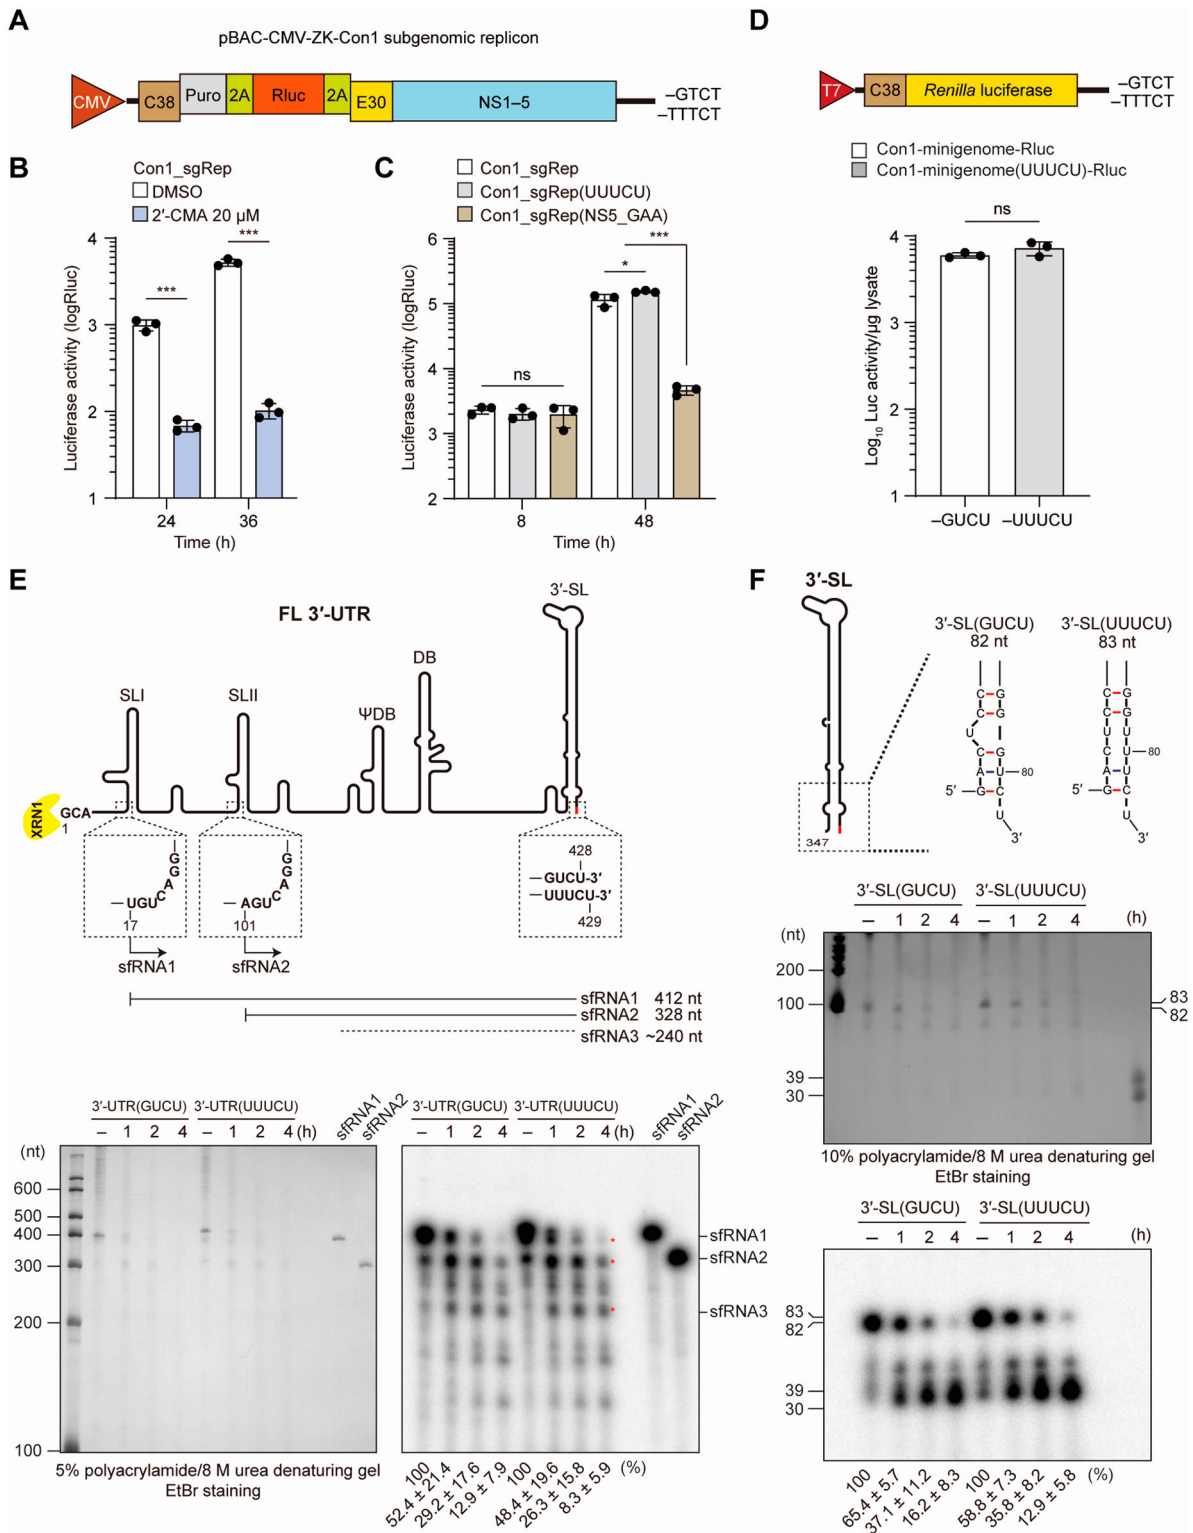 A
pBAC-CMV-ZK-Con1 subgenomic replicon
CMV
C38
Puro
2A
Rluc
2A
E30
NS1–5
–GTCT
–TTTCT
B
Con1_sgRep
DMSO
2′-CMA 20 µM
Luciferase activity (logRluc)
4
3
2
1
***
***
24
36
Time (h)
C
Con1_sgRep
Con1_sgRep(UUUCU)
Con1_sgRep(NS5_GAA)
Luciferase activity (logRluc)
6
5
4
3
2
ns
*
***
8
48
Time (h)
D
T7
C38
Renilla luciferase
–GTCT
–TTTCT
Con1-minigenome-Rluc
Con1-minigenome(UUUCU)-Rluc
ns
Log10 Luc activity/µg lysate
4
3
2
1
–GUCU
–UUUCU
E
FL 3′-UTR
XRN1
GCA
1
SLI
SLII
ΨDB
DB
3′-SL
G
G
A
C
– UGU
17
sfRNA1
G
G
A
C
– AGU
101
sfRNA2
428
– GUCU-3′
– UUUCU-3′
429
sfRNA1 412 nt
sfRNA2 328 nt
sfRNA3 ~240 nt
3′-UTR(GUCU) 3′-UTR(UUUCU) sfRNA1 sfRNA2
– 1 2 4 – 1 2 4 (h)
(nt)
600
500
400
300
200
100
5% polyacrylamide/8 M urea denaturing gel
EtBr staining
3′-UTR(GUCU) 3′-UTR(UUUCU) sfRNA1 sfRNA2
– 1 2 4 – 1 2 4 (h)
*
*
*
sfRNA1
sfRNA2
sfRNA3
100
52.4 ± 21.4
29.2 ± 17.6
12.9 ± 7.9
100
48.4 ± 19.6
26.3 ± 15.8
8.3 ± 5.9
(%)
F
3′-SL
347
3′-SL(GUCU)
82 nt
C G
C G
U
C G
A U
80
5′ G C
U
3′
3′-SL(UUUCU)
83 nt
C G
C G
U U
C U
80
A U
5′ G C
U
3′
3′-SL(GUCU) 3′-SL(UUUCU)
– 1 2 4 – 1 2 4 (h)
(nt)
200
100
39
30
83
82
10% polyacrylamide/8 M urea denaturing gel
EtBr staining
3′-SL(GUCU) 3′-SL(UUUCU)
– 1 2 4 – 1 2 4 (h)
83
82
39
30
100
65.4 ± 5.7
37.1 ± 11.2
16.2 ± 8.3
100
58.8 ± 7.3
35.8 ± 8.2
12.9 ± 5.8
(%)